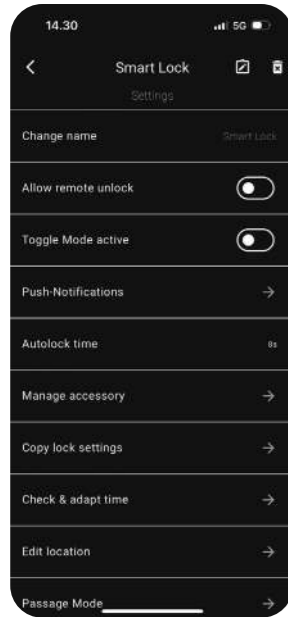 14.30
5G
Smart Lock
Settings
Change name Smart Lock
Allow remote unlock
Toggle Mode active
Push-Notifications
Autolock time 8s
Manage accessory
Copy lock settings
Check & adapt time
Edit location
Passage Mode